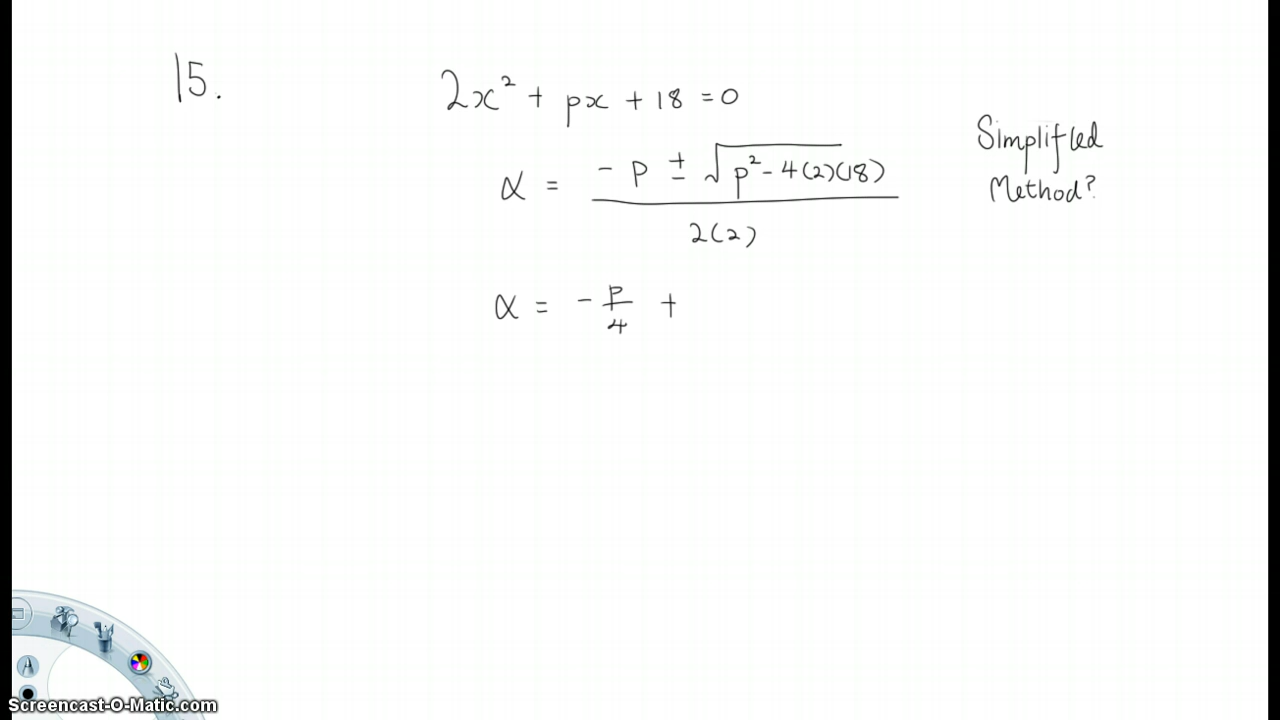 15.
2x² + px + 18 = 0
α = (- p ± √(p² - 4(2)(18))) / 2(2)
Simplified
Method?
α = - p/4 +
Screencast-O-Matic.com